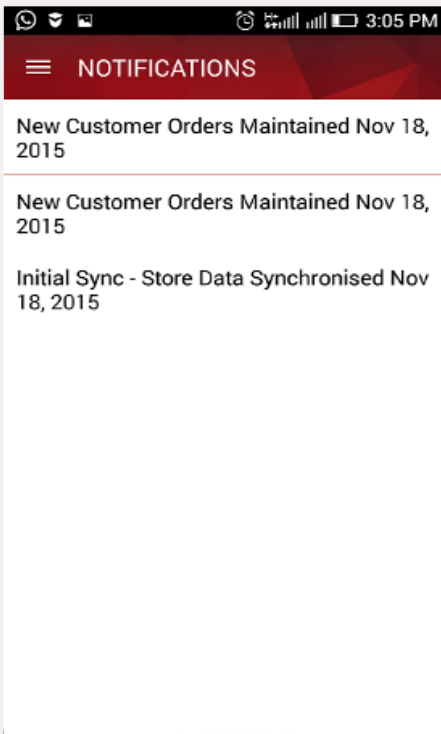 3:05 PM
NOTIFICATIONS
New Customer Orders Maintained Nov 18,
2015
New Customer Orders Maintained Nov 18,
2015
Initial Sync - Store Data Synchronised Nov
18, 2015